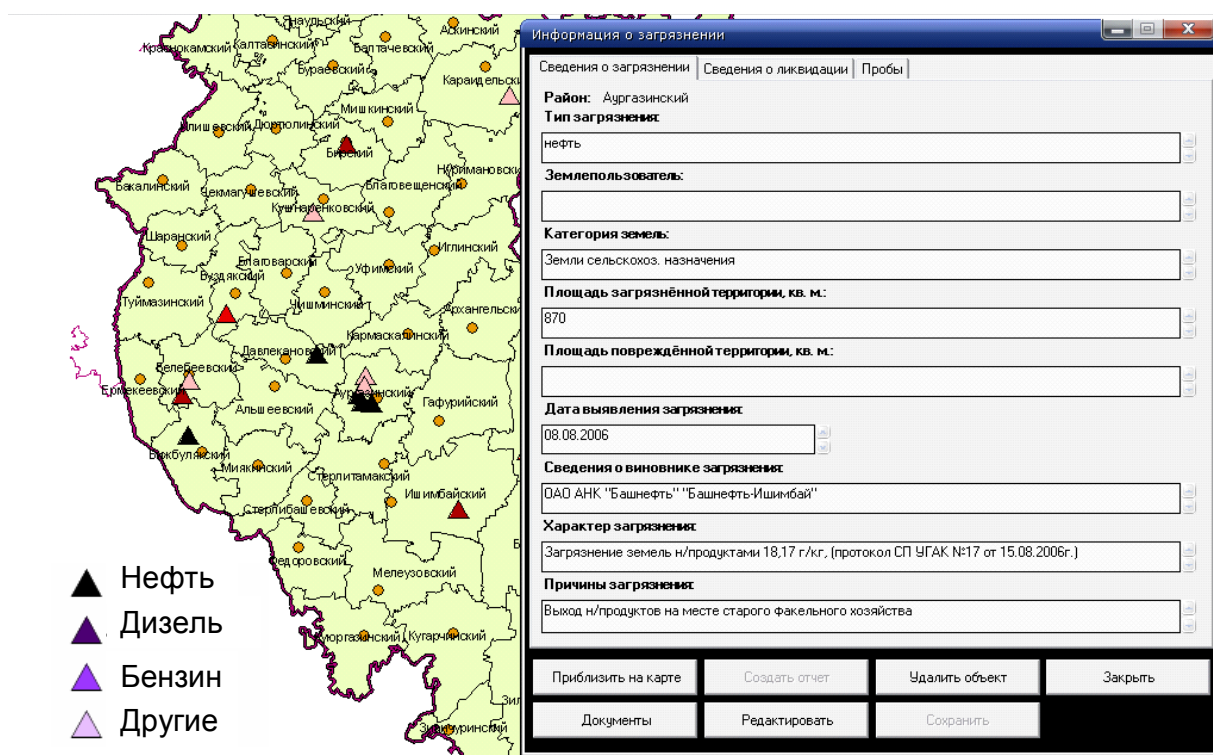 Янаульский
Аскинский
Краснокамский
Калтасинский
Балтачевский
Бураевский
Караидельски
Мишкинский
Илишевский
Дюртюлинский
Бирский
Нуримановски
Бакалинский
Чекмагушевский
Благовещенский
Кушнаренковский
Шаранский
Иглинский
Благоварский
Уфимский
Буздякский
Туймазинский
Чишминский
Архангельски
Кармаскалинский
Давлекановский
Белебеевский
Ермекеевский
Аургазинский
Альшеевский
Гафурийский
Бижбулякский
Миякинский
Стерлитамакский
Ишимбайский
Стерлибашевский
Федоровский
Мелеузовский
Куюргазинский
Кугарчинский
Зианчуринский
Нефть
Дизель
Бензин
Другие
Информация о загрязнении
Сведения о загрязнении
Сведения о ликвидации
Пробы
Район: Аургазинский
Тип загрязнения:
нефть
Землепользователь:
Категория земель:
Земли сельскохоз. назначения
Площадь загрязнённой территории, кв. м.:
870
Площадь повреждённой территории, кв. м.:
Дата выявления загрязнения:
08.08.2006
Сведения о виновнике загрязнения:
ОАО АНК "Башнефть" "Башнефть-Ишимбай"
Характер загрязнения:
Загрязнение земель н/продуктами 18,17 г/кг, (протокол СП УГАК №17 от 15.08.2006г.)
Причины загрязнения:
Выход н/продуктов на месте старого факельного хозяйства
Приблизить на карте
Создать отчет
Удалить объект
Закрыть
Документы
Редактировать
Сохранить